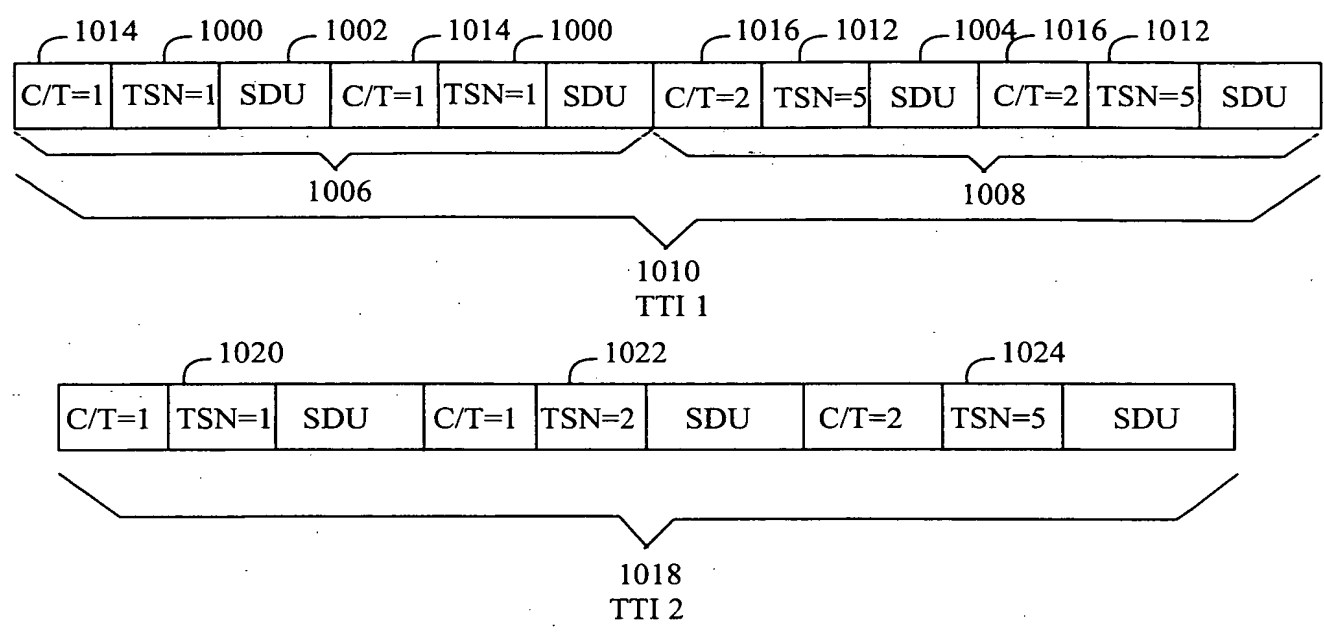 1014 1000 1002 1014 1000 1016 1012 1004 1016 1012
C/T=1 TSN=1 SDU C/T=1 TSN=1 SDU C/T=2 TSN=5 SDU C/T=2 TSN=5 SDU
1006 1008
1010
TTI 1
1020 1022 1024
C/T=1 TSN=1 SDU C/T=1 TSN=2 SDU C/T=2 TSN=5 SDU
1018
TTI 2